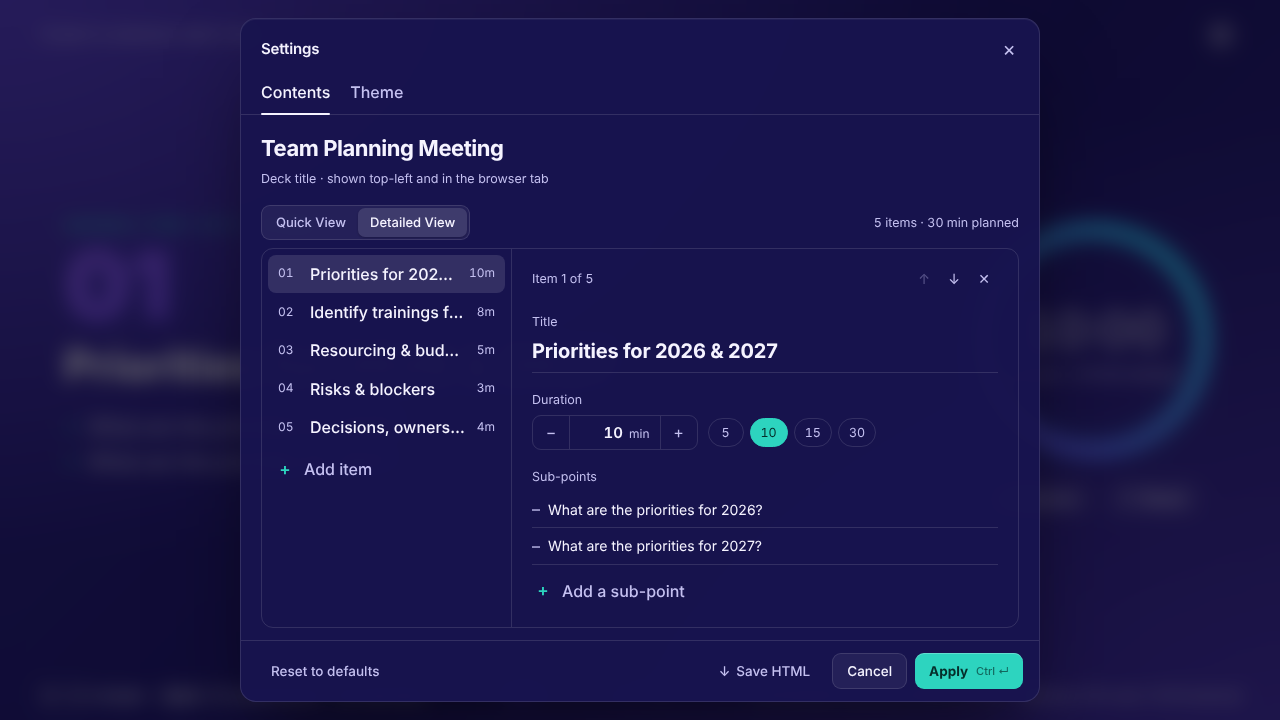 Settings
×
Contents Theme
Team Planning Meeting
Deck title · shown top-left and in the browser tab
Quick View Detailed View
5 items · 30 min planned
01 Priorities for 202... 10m
02 Identify trainings f... 8m
03 Resourcing & bud... 5m
04 Risks & blockers 3m
05 Decisions, owners... 4m
+ Add item
Item 1 of 5 ↑ ↓ ×
Title
Priorities for 2026 & 2027
Duration
− 10 min + 5 10 15 30
Sub-points
– What are the priorities for 2026?
– What are the priorities for 2027?
+ Add a sub-point
Reset to defaults
↓ Save HTML
Cancel
Apply Ctrl ↵